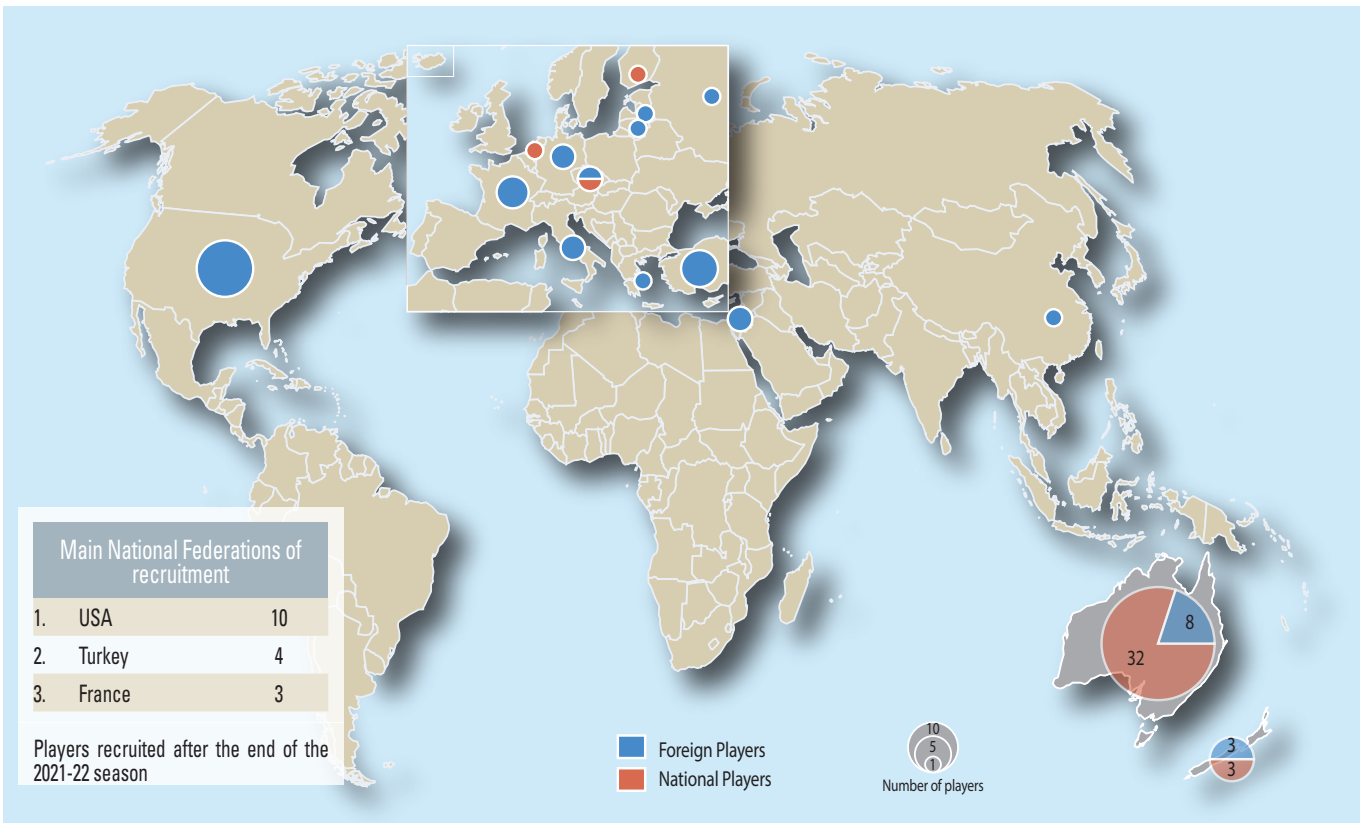 Main National Federations of
recruitment
1. USA 10
2. Turkey 4
3. France 3
Players recruited after the end of the
2021-22 season
Foreign Players
National Players
10
5
1
Number of players
8
32
3
3